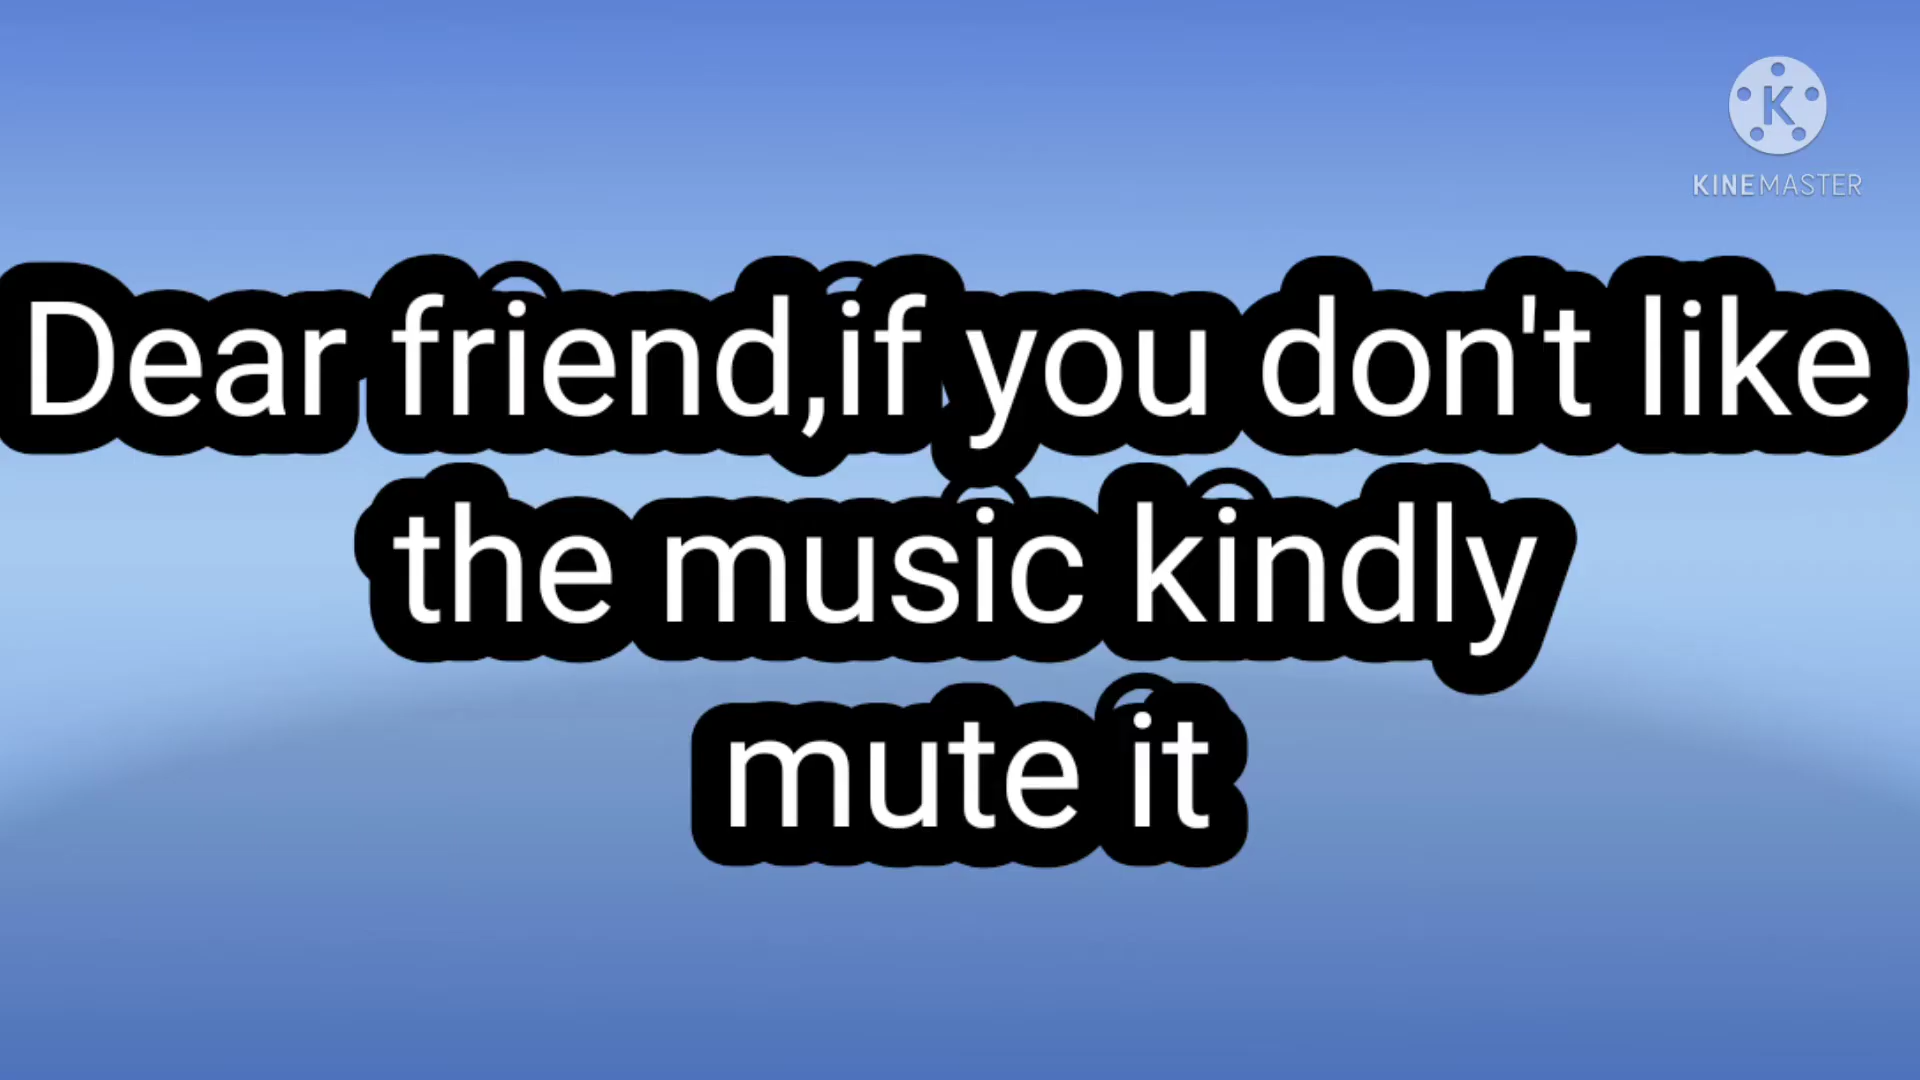 K
KINEMASTER
Dear friend,if you don't like
the music kindly
mute it